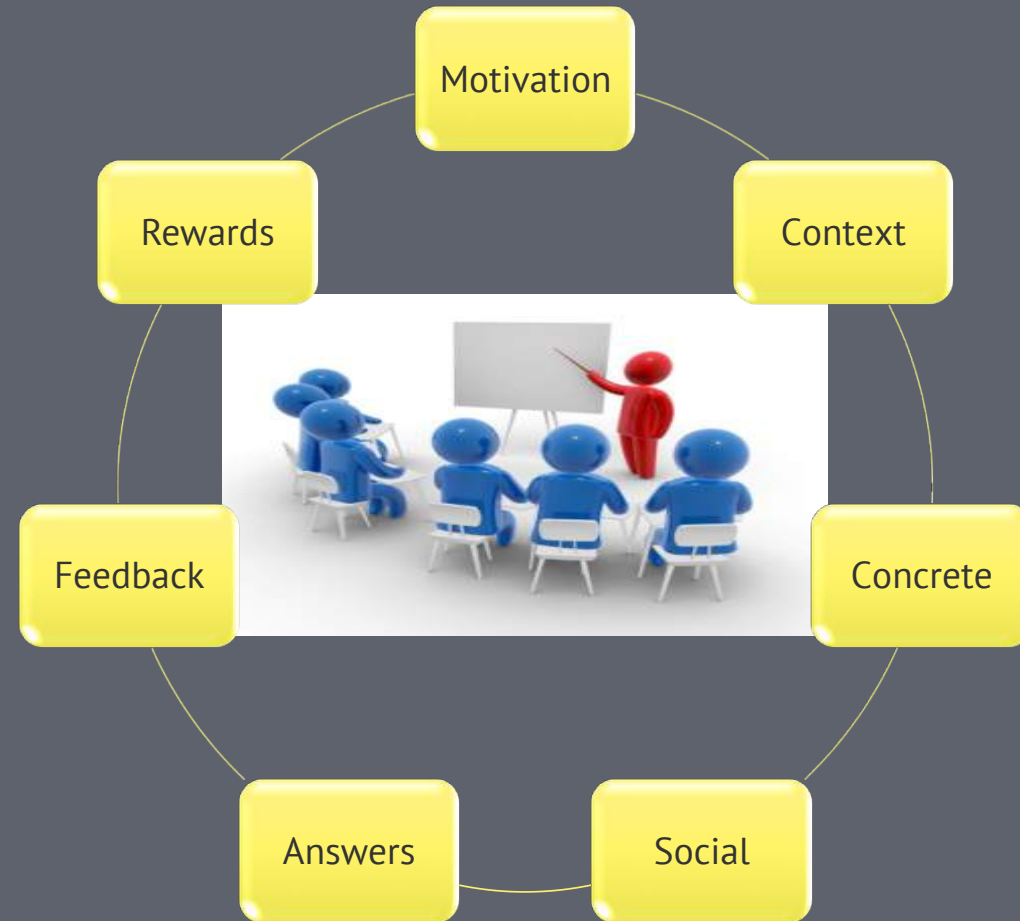 Motivation
Context
Concrete
Social
Answers
Feedback
Rewards